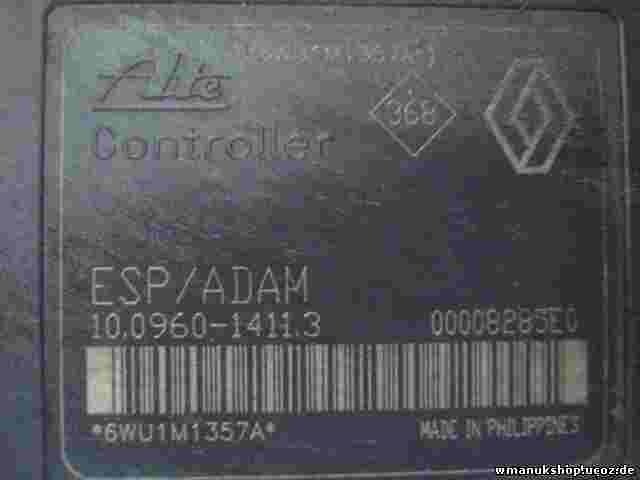 Ate
368
Controller
ESP/ADAM
10.0960-1411.3 00008285E0
*6WU1M1357A* MADE IN PHILIPPINES
wmanukshop.ucoz.de